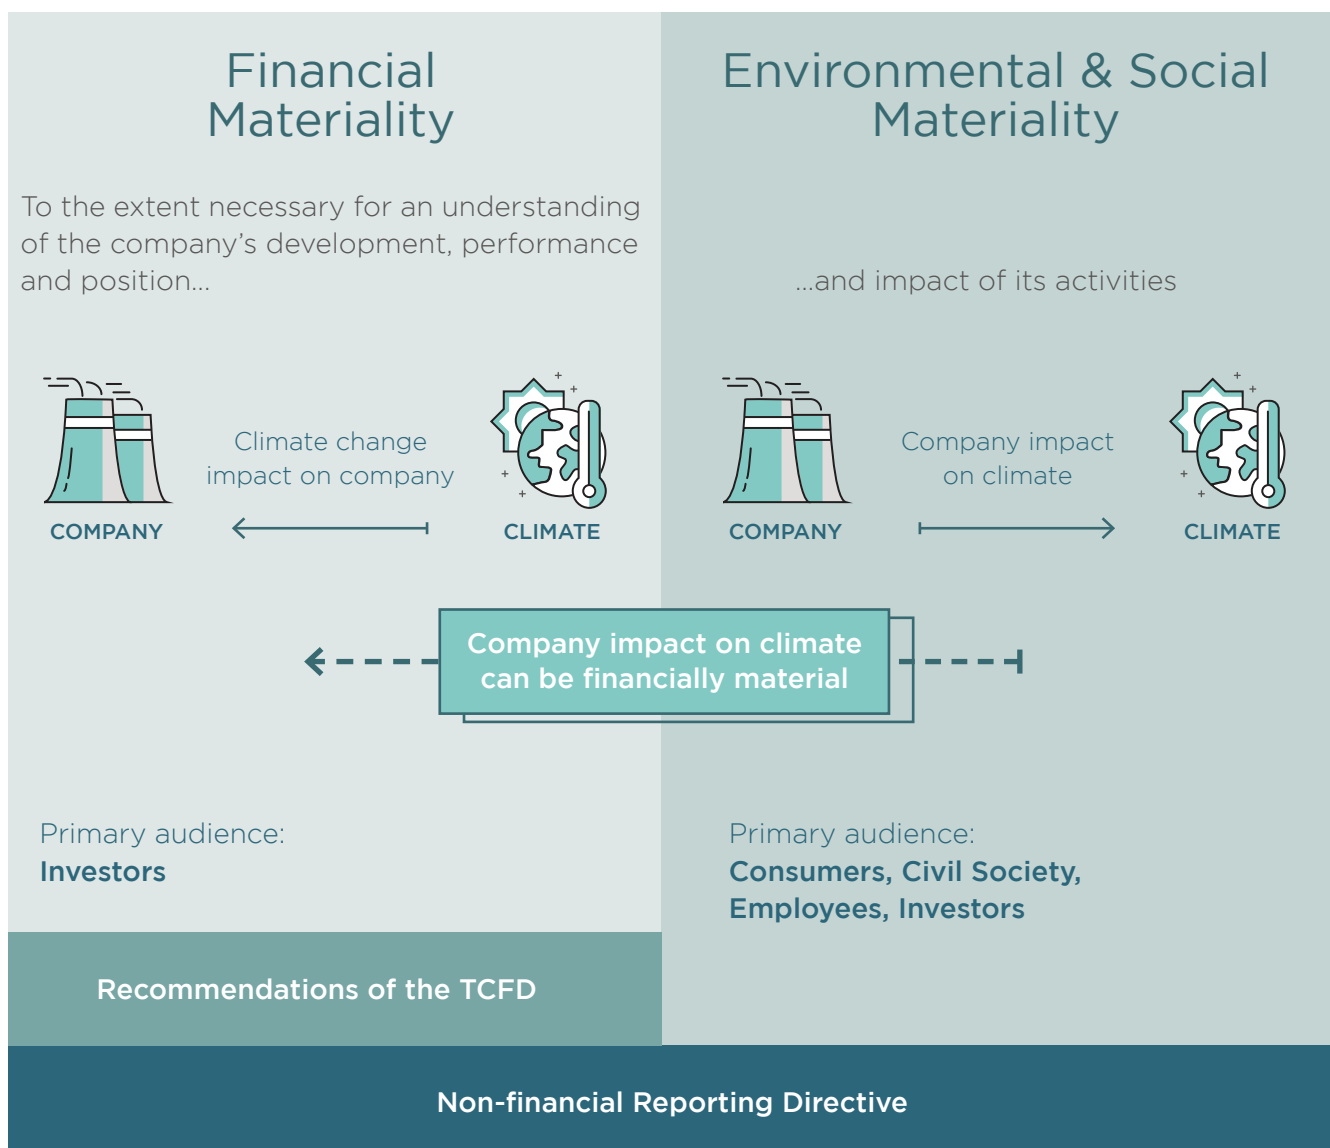 Financial
Materiality
To the extent necessary for an understanding
of the company’s development, performance
and position...
Climate change
impact on company
COMPANY
CLIMATE
Environmental & Social
Materiality
...and impact of its activities
Company impact
on climate
COMPANY
CLIMATE
Company impact on climate
can be financially material
Primary audience:
Investors
Primary audience:
Consumers, Civil Society,
Employees, Investors
Recommendations of the TCFD
Non-financial Reporting Directive